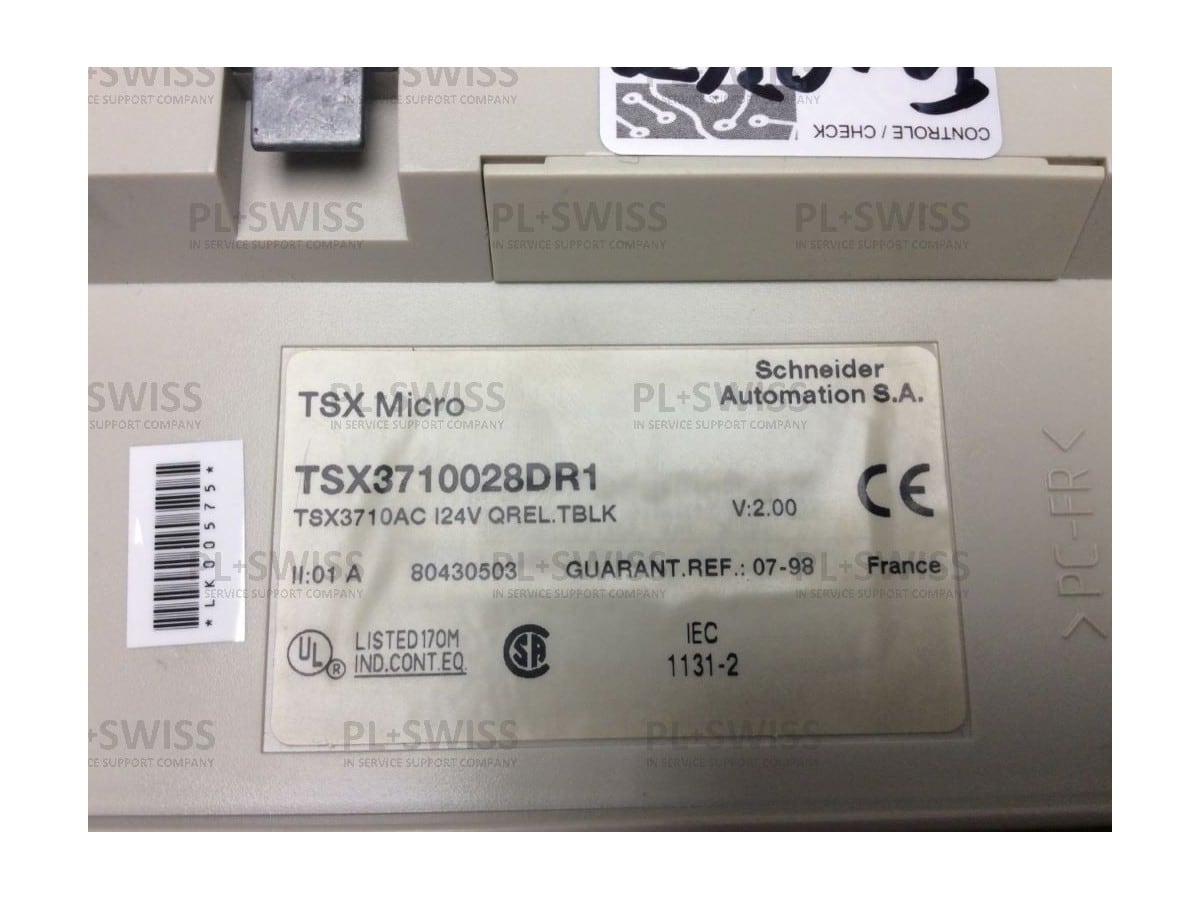 CONTROLE / CHECK
PL+SWISS
IN SERVICE SUPPORT COMPANY
TSX Micro
Schneider
Automation S.A.
TSX3710028DR1
TSX3710AC I24V QREL.TBLK
V:2.00
CE
II:01 A 80430503 GUARANT.REF.: 07-98 France
UL ® LISTED 170M
IND.CONT.EQ.
SA
IEC
1131-2
*LK00575*
>PC-FR<